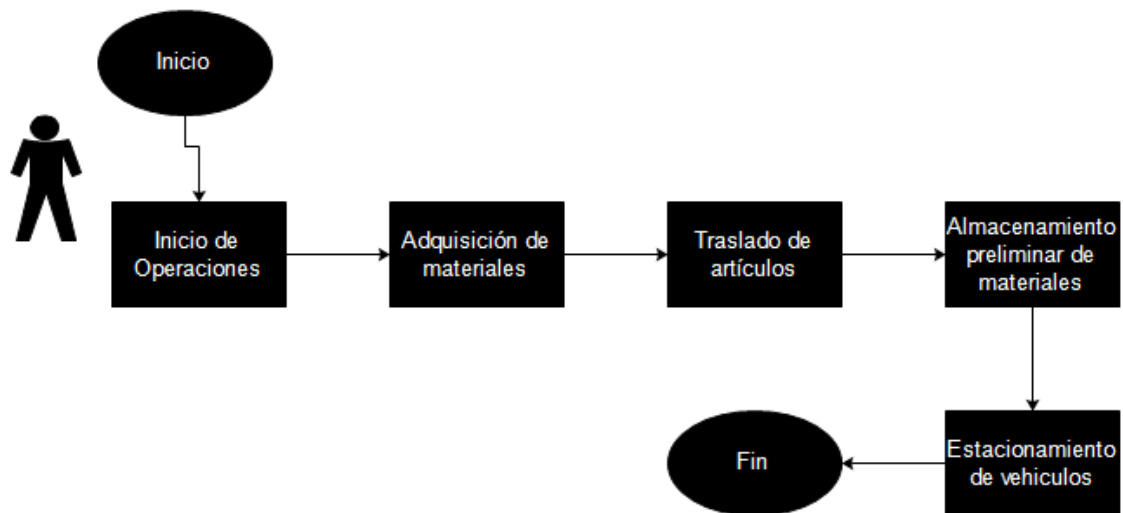 Inicio
Inicio de
Operaciones
Adquisición de
materiales
Traslado de
artículos
Almacenamiento
preliminar de
materiales
Estacionamiento
de vehiculos
Fin